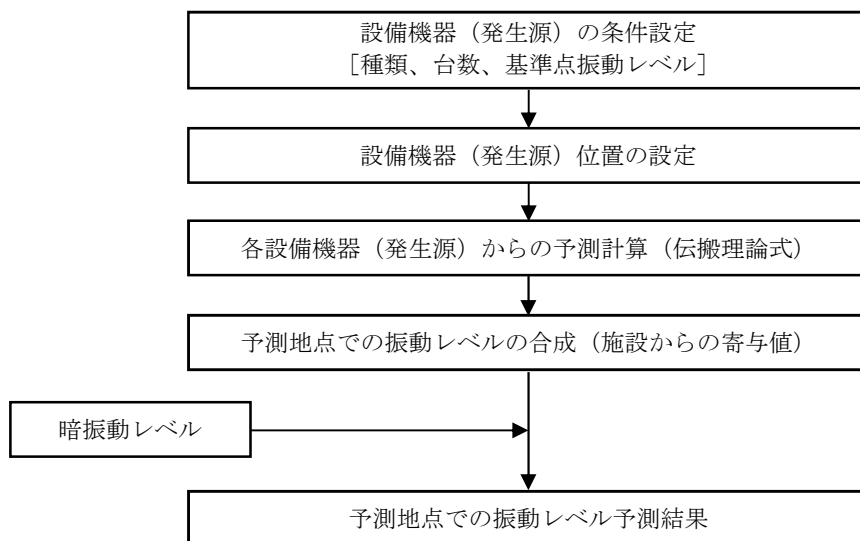 設備機器（発生源）の条件設定
［種類、台数、基準点振動レベル］
設備機器（発生源）位置の設定
各設備機器（発生源）からの予測計算（伝搬理論式）
予測地点での振動レベルの合成（施設からの寄与値）
暗振動レベル
予測地点での振動レベル予測結果